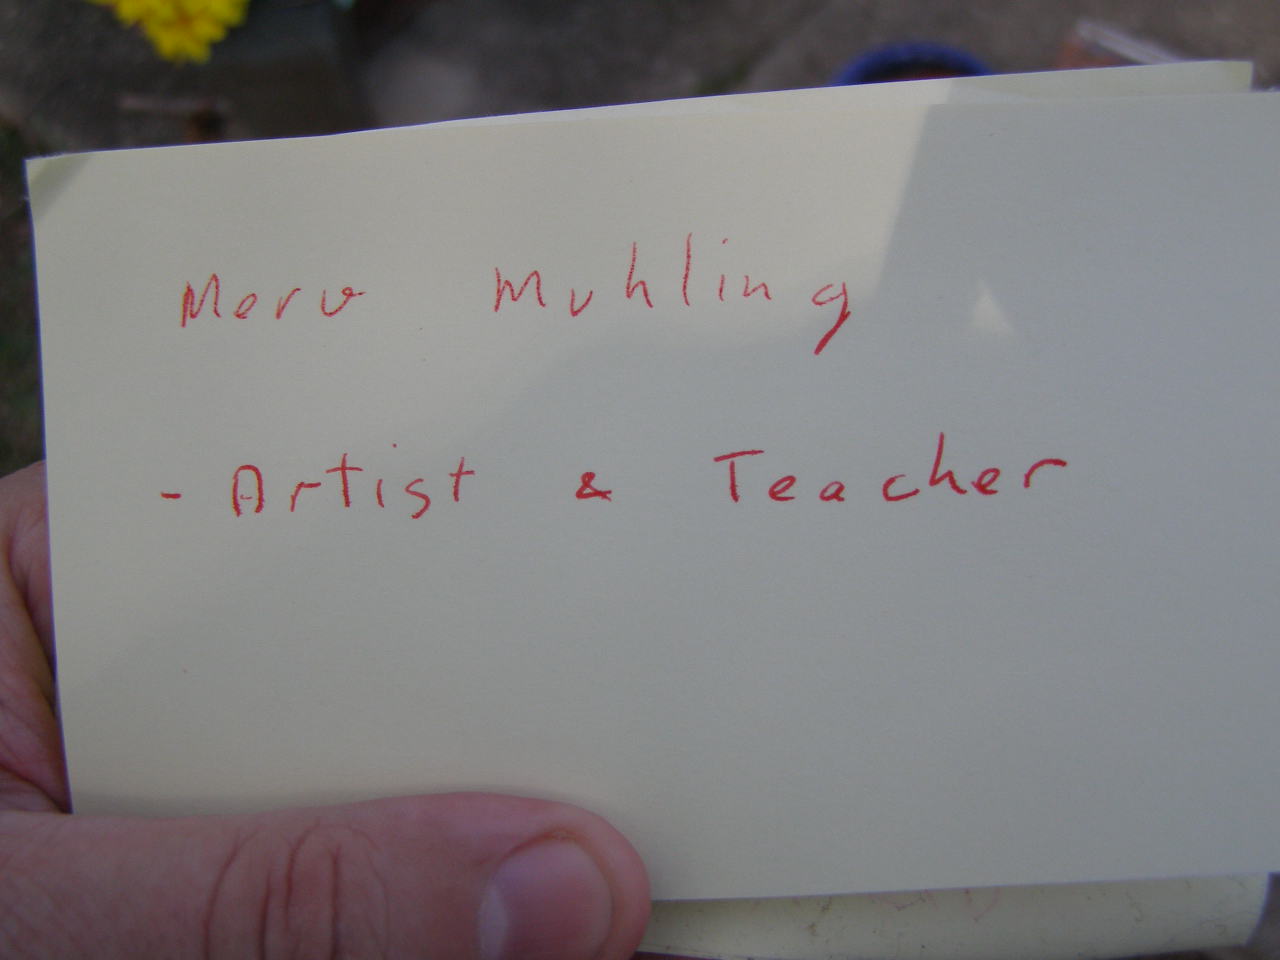 Merv Muhling
- Artist & Teacher